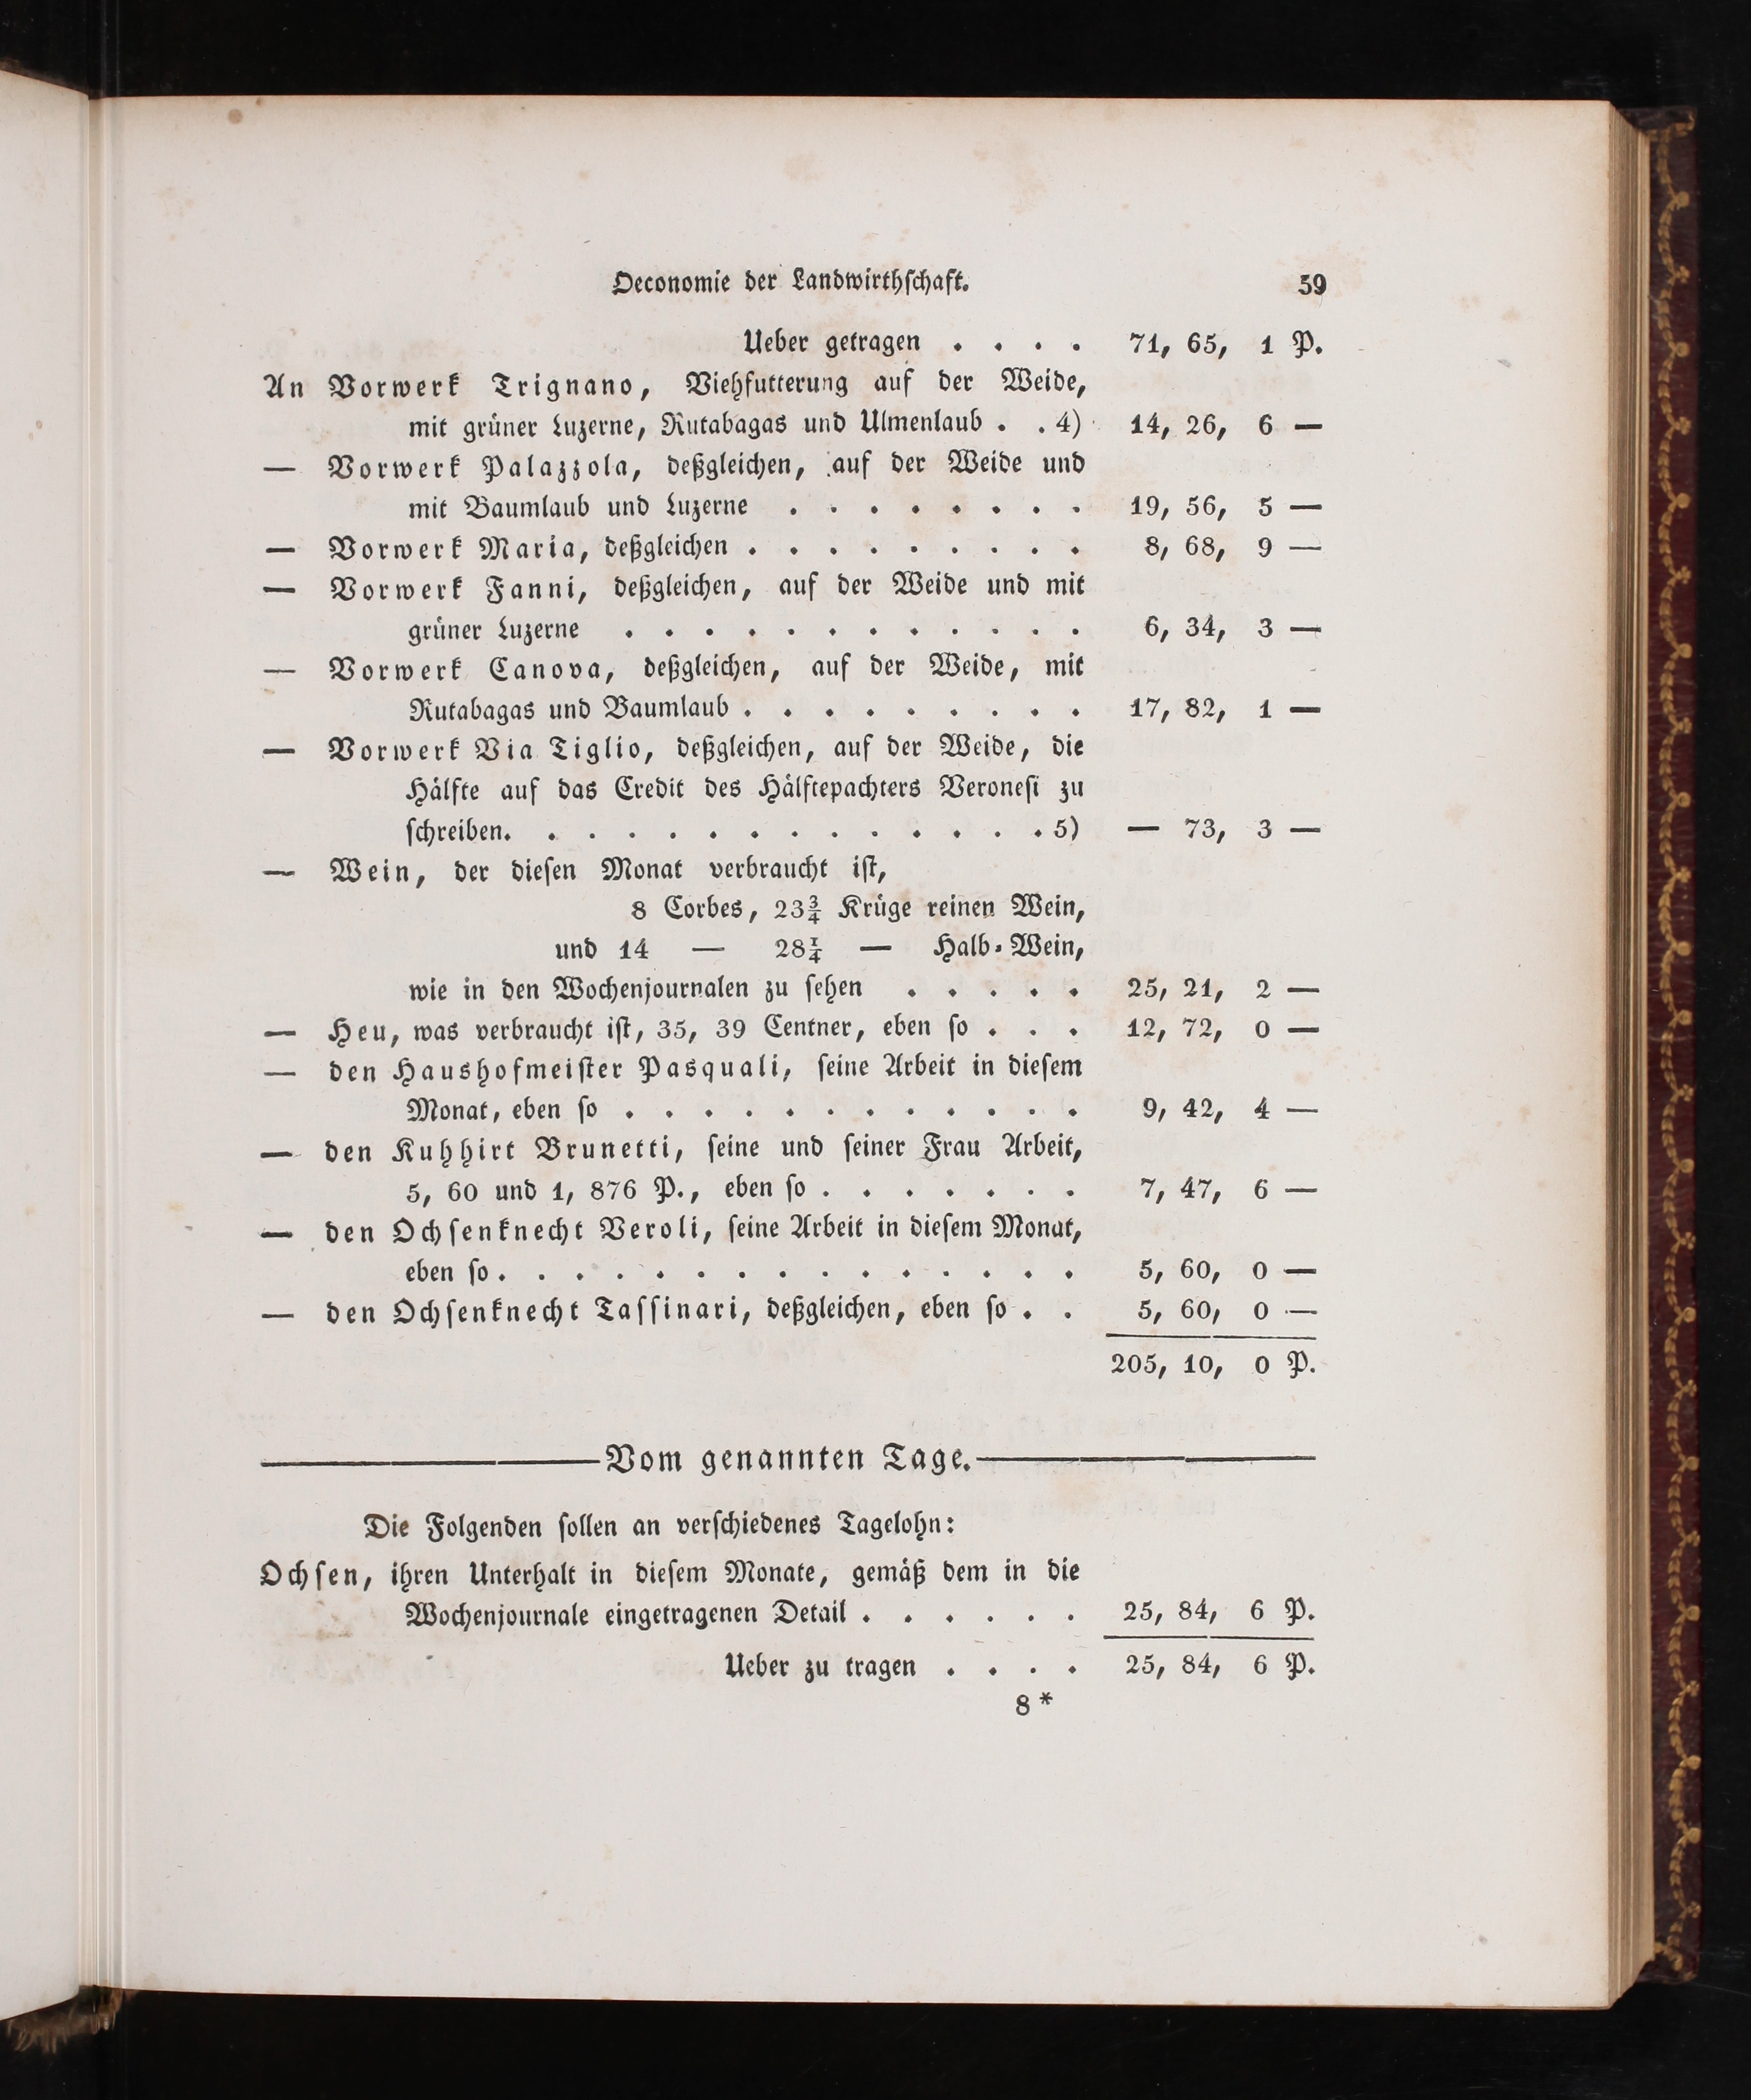 Oeconomie der Landwirthschaft. 59
Ueber getragen . . . . 71, 65, 1 P.
An Vorwerk Trignano, Viehfutterung auf der Weide,
mit grüner Luzerne, Rutabagas und Ulmenlaub . . 4) 14, 26, 6 —
— Vorwerk Palazzola, deßgleichen, auf der Weide und
mit Baumlaub und Luzerne . . . . . . . . 19, 56, 5 —
— Vorwerk Maria, deßgleichen . . . . . . . . . 8, 68, 9 —
— Vorwerk Fanni, deßgleichen, auf der Weide und mit
grüner Luzerne . . . . . . . . . . . . 6, 34, 3 —
— Vorwerk Canova, deßgleichen, auf der Weide, mit
Rutabagas und Baumlaub . . . . . . . . . 17, 82, 1 —
— Vorwerk Via Tiglio, deßgleichen, auf der Weide, die
Hälfte auf das Credit des Hälftepachters Veronesi zu
schreiben. . . . . . . . . . . . . . . 5) — 73, 3 —
— Wein, der diesen Monat verbraucht ist,
8 Corbes, 23¾ Krüge reinen Wein,
und 14 — 28¼ — Halb-Wein,
wie in den Wochenjournalen zu sehen . . . . . 25, 21, 2 —
— Heu, was verbraucht ist, 35, 39 Centner, eben so . . . 12, 72, 0 —
— den Haushofmeister Pasquali, seine Arbeit in diesem
Monat, eben so . . . . . . . . . . . . 9, 42, 4 —
— den Kuhhirt Brunetti, seine und seiner Frau Arbeit,
5, 60 und 1, 876 P., eben so . . . . . . . 7, 47, 6 —
— den Ochsenknecht Veroli, seine Arbeit in diesem Monat,
eben so . . . . . . . . . . . . . . . 5, 60, 0 —
— den Ochsenknecht Tassinari, deßgleichen, eben so . . 5, 60, 0 —
205, 10, 0 P.
Vom genannten Tage.
Die Folgenden sollen an verschiedenes Tagelohn:
Ochsen, ihren Unterhalt in diesem Monate, gemäß dem in die
Wochenjournale eingetragenen Detail . . . . . . 25, 84, 6 P.
Ueber zu tragen . . . . 25, 84, 6 P.
8*